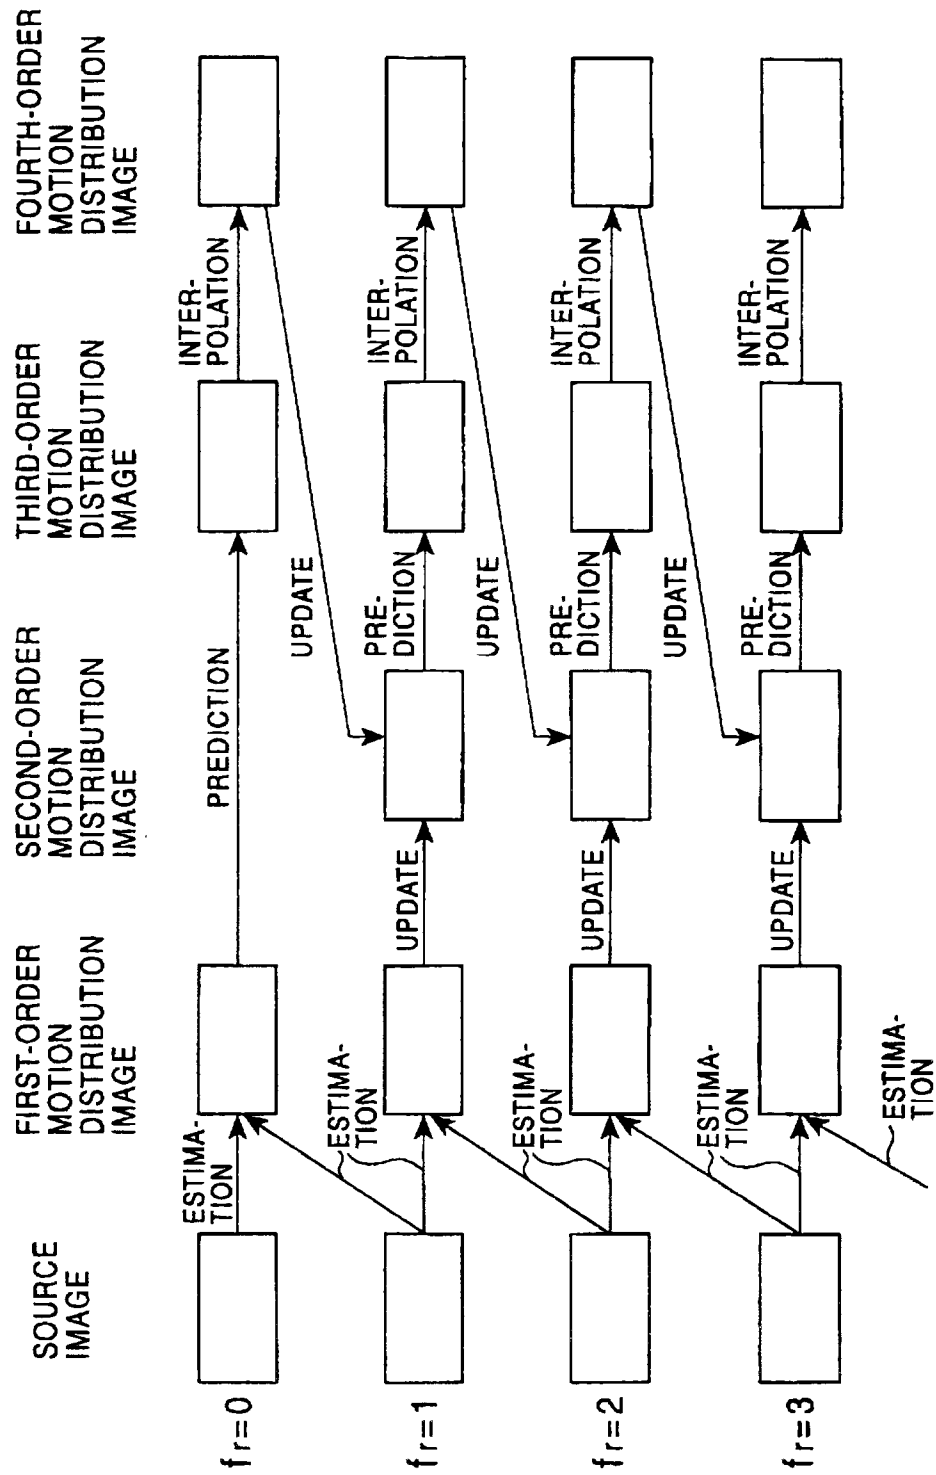 SOURCE
IMAGE
FIRST-ORDER
MOTION
DISTRIBUTION
IMAGE
SECOND-ORDER
MOTION
DISTRIBUTION
IMAGE
THIRD-ORDER
MOTION
DISTRIBUTION
IMAGE
FOURTH-ORDER
MOTION
DISTRIBUTION
IMAGE
fr=0
ESTIMA-
TION
PREDICTION
INTER-
POLATION
UPDATE
fr=1
ESTIMA-
TION
UPDATE
PRE-
DICTION
INTER-
POLATION
UPDATE
fr=2
ESTIMA-
TION
UPDATE
PRE-
DICTION
INTER-
POLATION
UPDATE
fr=3
ESTIMA-
TION
UPDATE
PRE-
DICTION
INTER-
POLATION
ESTIMA-
TION